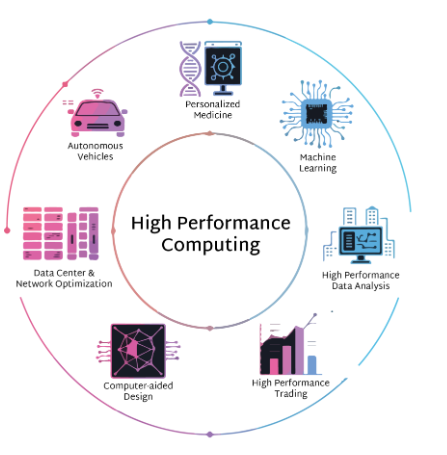 Personalized
Medicine
Autonomous
Vehicles
Machine
Learning
High Performance
Computing
Data Center &
Network Optimization
High Performance
Data Analysis
Computer-aided
Design
High Performance
Trading